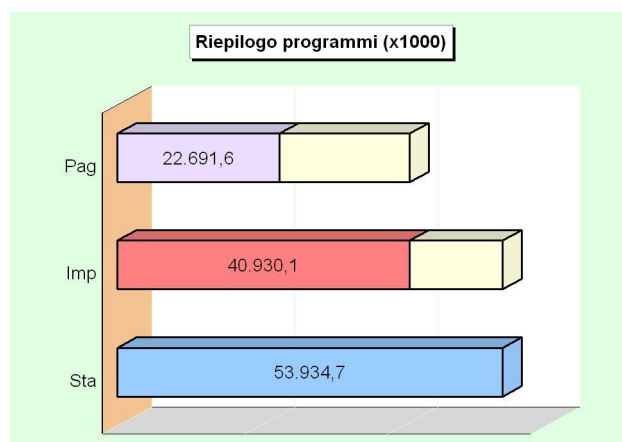 Riepilogo programmi (x1000)
Pag 22.691,6
Imp 40.930,1
Sta 53.934,7